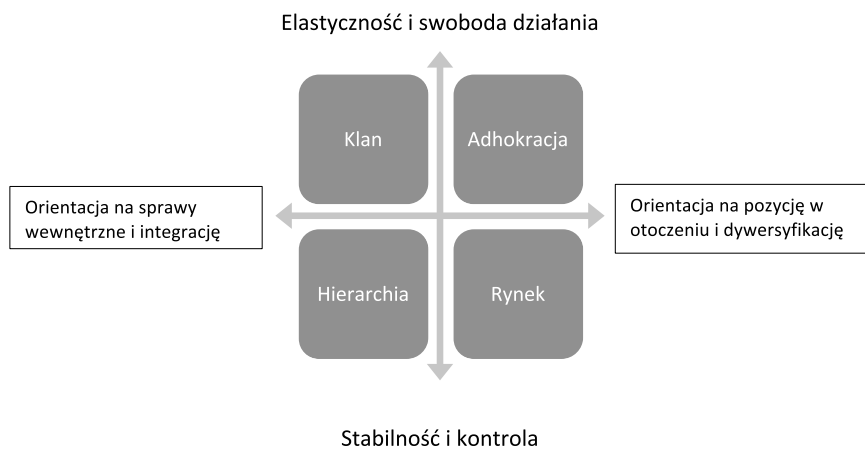 Elastyczność i swoboda działania
Klan
Adhokracja
Orientacja na sprawy
wewnętrzne i integrację
Orientacja na pozycję w
otoczeniu i dywersyfikację
Hierarchia
Rynek
Stabilność i kontrola